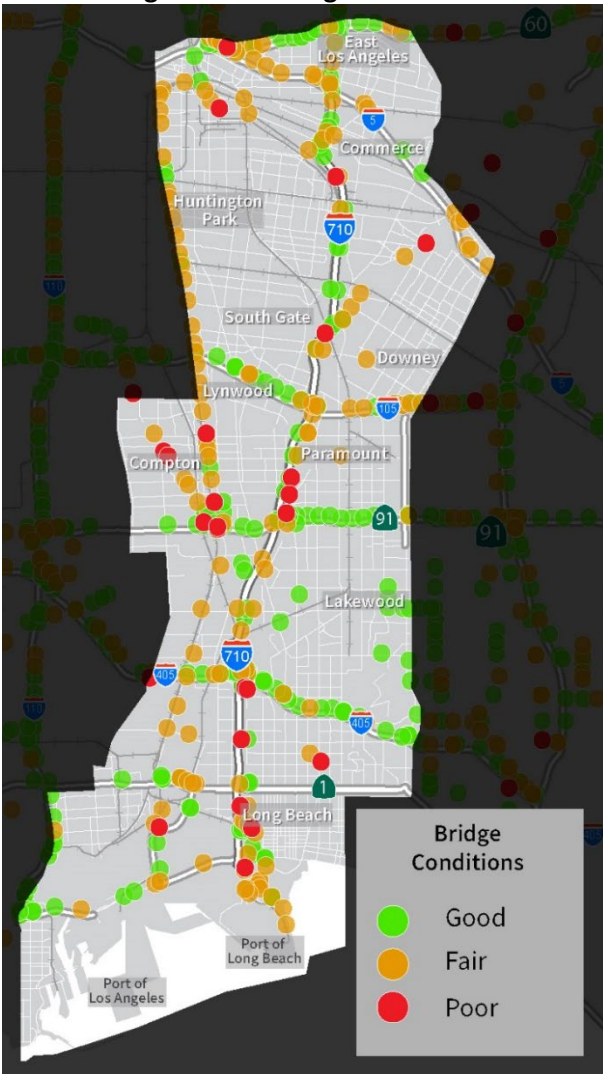 60
East
Los Angeles
5
Commerce
Huntington
Park
710
110
South Gate
Downey
5
Lynwood
105
Compton
Paramount
91
91
Lakewood
710
405
110
405
1
Long Beach
605
Port of
Long Beach
Port of
Los Angeles
Bridge
Conditions
Good
Fair
Poor